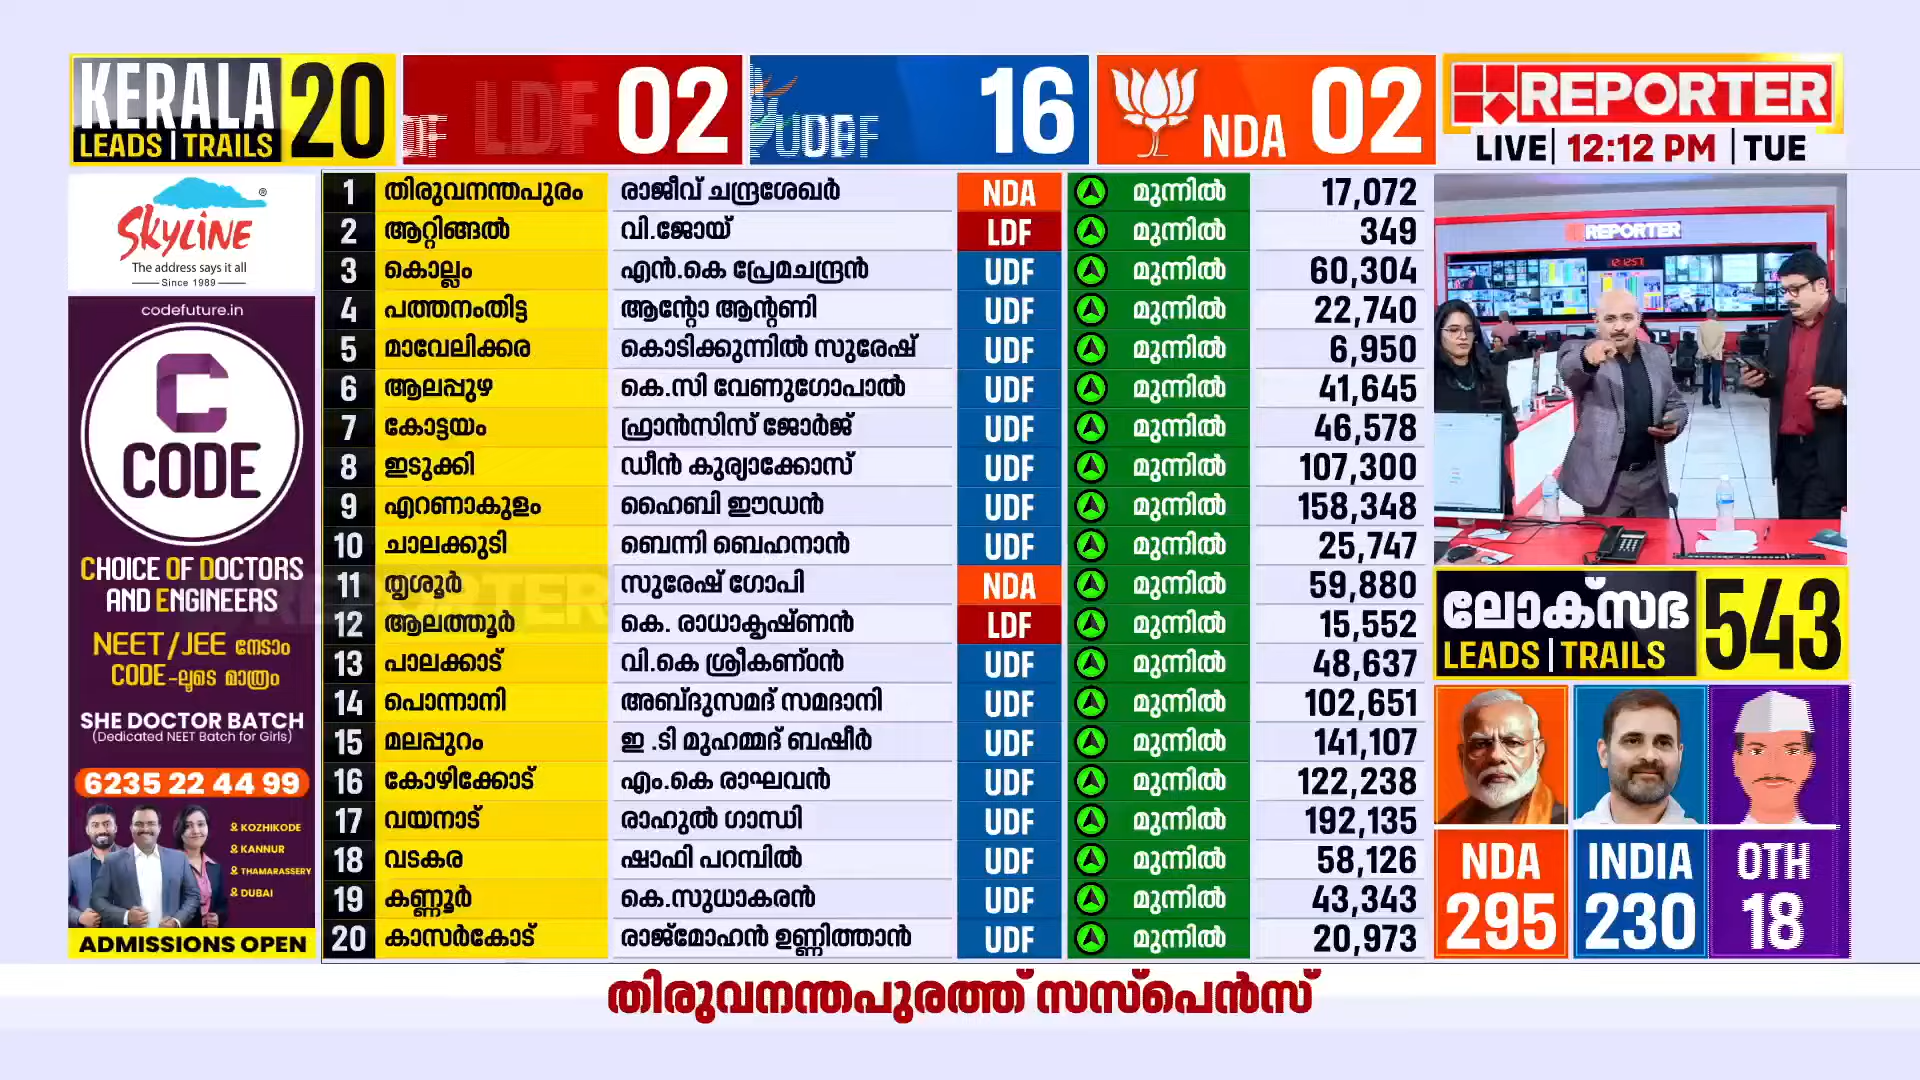 KERALA
LEADS | TRAILS
20
LDF 02
16
NDA 02
REPORTER
LIVE | 12:12 PM | TUE
Skyline
The address says it all
Since 1989
codefuture.in
CODE
CHOICE OF DOCTORS
AND ENGINEERS
NEET/JEE നേടാം
CODE-ലൂടെ മാത്രം
SHE DOCTOR BATCH
(Dedicated NEET Batch for Girls)
6235 22 44 99
KOZHIKODE
KANNUR
THAMARASSERY
DUBAI
ADMISSIONS OPEN
1 തിരുവനന്തപുരം രാജീവ് ചന്ദ്രശേഖർ NDA മുന്നിൽ 17,072
2 ആറ്റിങ്ങൽ വി.ജോയ് LDF മുന്നിൽ 349
3 കൊല്ലം എൻ.കെ പ്രേമചന്ദ്രൻ UDF മുന്നിൽ 60,304
4 പത്തനംതിട്ട ആന്റോ ആന്റണി UDF മുന്നിൽ 22,740
5 മാവേലിക്കര കൊടിക്കുന്നിൽ സുരേഷ് UDF മുന്നിൽ 6,950
6 ആലപ്പുഴ കെ.സി വേണുഗോപാൽ UDF മുന്നിൽ 41,645
7 കോട്ടയം ഫ്രാൻസിസ് ജോർജ് UDF മുന്നിൽ 46,578
8 ഇടുക്കി ഡീൻ കുര്യാക്കോസ് UDF മുന്നിൽ 107,300
9 എറണാകുളം ഹൈബി ഈഡൻ UDF മുന്നിൽ 158,348
10 ചാലക്കുടി ബെന്നി ബെഹനാൻ UDF മുന്നിൽ 25,747
11 തൃശൂർ സുരേഷ് ഗോപി NDA മുന്നിൽ 59,880
12 ആലത്തൂർ കെ. രാധാകൃഷ്ണൻ LDF മുന്നിൽ 15,552
13 പാലക്കാട് വി.കെ ശ്രീകണ്ഠൻ UDF മുന്നിൽ 48,637
14 പൊന്നാനി അബ്ദുസമദ് സമദാനി UDF മുന്നിൽ 102,651
15 മലപ്പുറം ഇ .ടി മുഹമ്മദ് ബഷീർ UDF മുന്നിൽ 141,107
16 കോഴിക്കോട് എം.കെ രാഘവൻ UDF മുന്നിൽ 122,238
17 വയനാട് രാഹുൽ ഗാന്ധി UDF മുന്നിൽ 192,135
18 വടകര ഷാഫി പറമ്പിൽ UDF മുന്നിൽ 58,126
19 കണ്ണൂർ കെ.സുധാകരൻ UDF മുന്നിൽ 43,343
20 കാസർകോട് രാജ്മോഹൻ ഉണ്ണിത്താൻ UDF മുന്നിൽ 20,973
REPORTER
REPORTER
12:12:57
ലോക്സഭ
LEADS | TRAILS
543
NDA INDIA OTH
295 230 18
തിരുവനന്തപുരത്ത് സസ്പെൻസ്